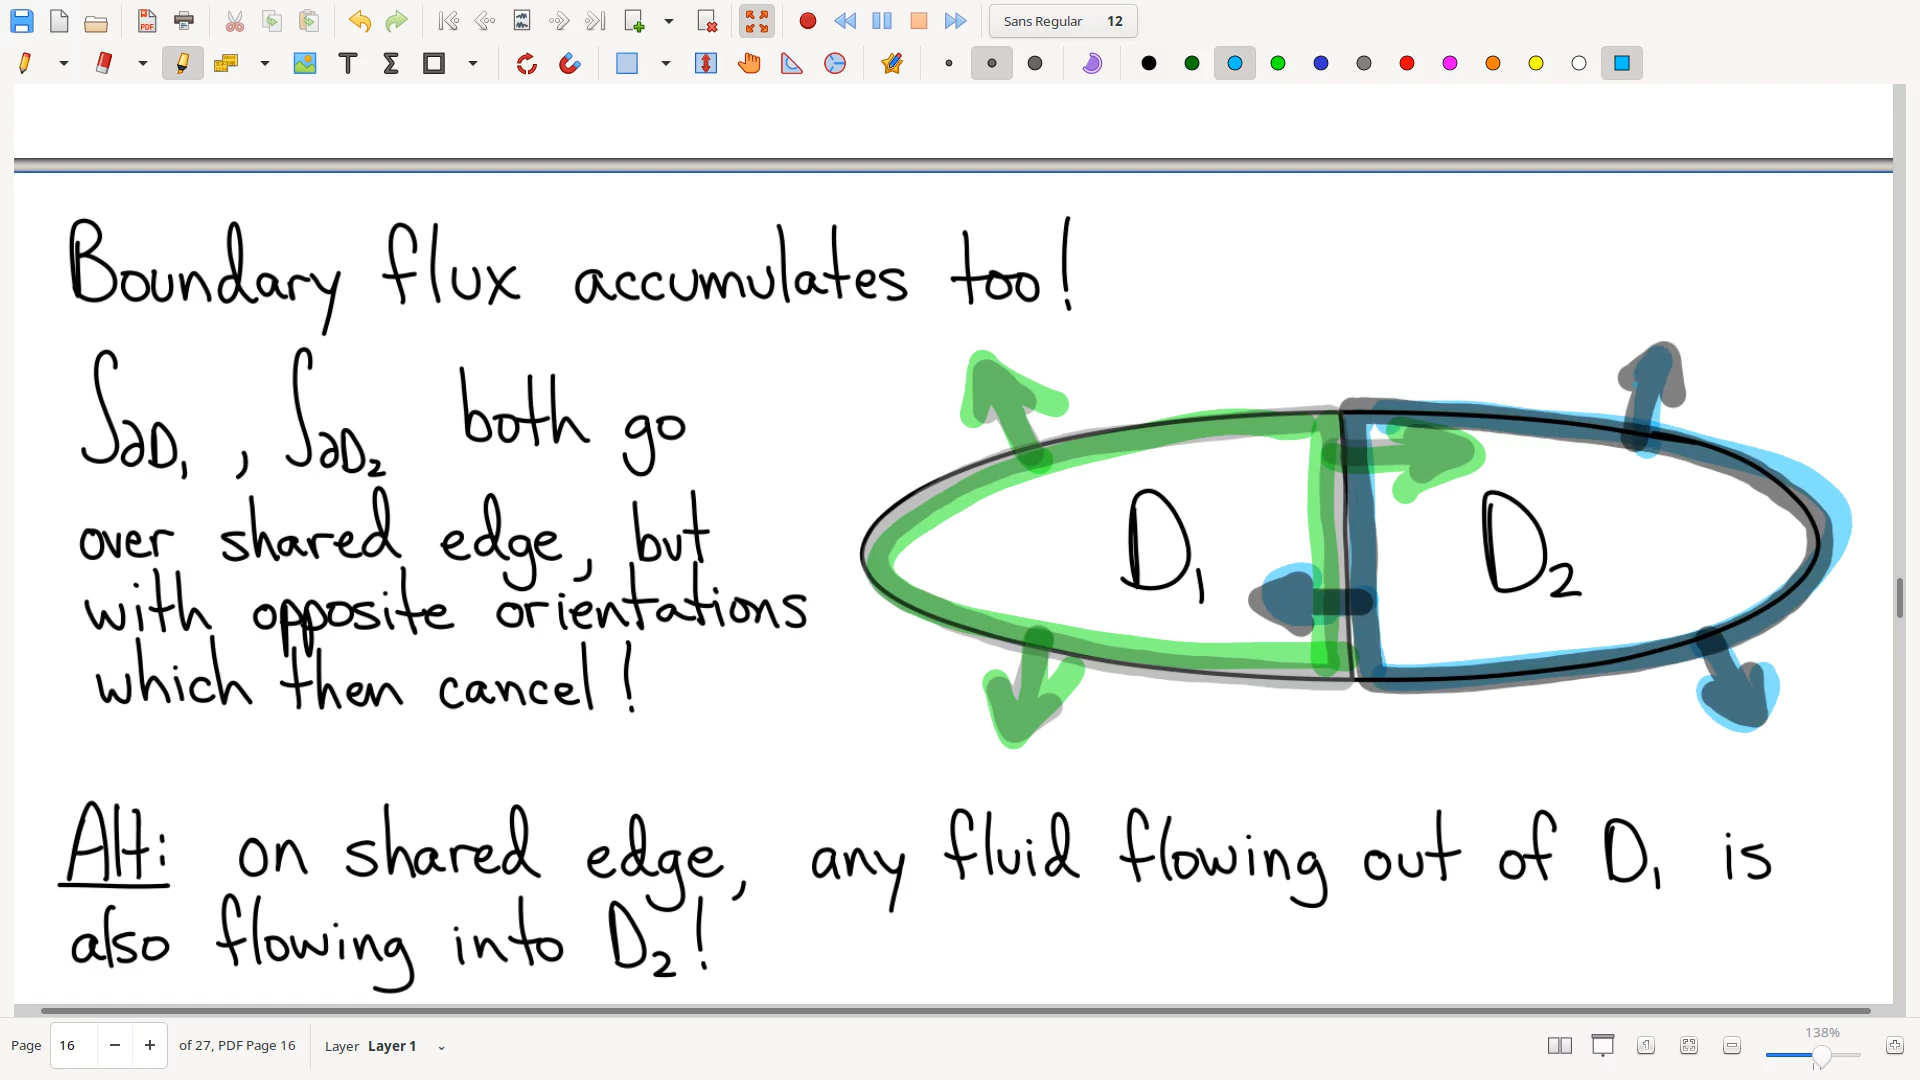 Sans Regular 12
Boundary flux accumulates too!
∫∂D₁ , ∫∂D₂ both go
over shared edge, but
with opposite orientations
which then cancel!
D₁
D₂
Alt: on shared edge, any fluid flowing out of D₁ is
also flowing into D₂!
Page 16 of 27, PDF Page 16 Layer Layer 1
138%